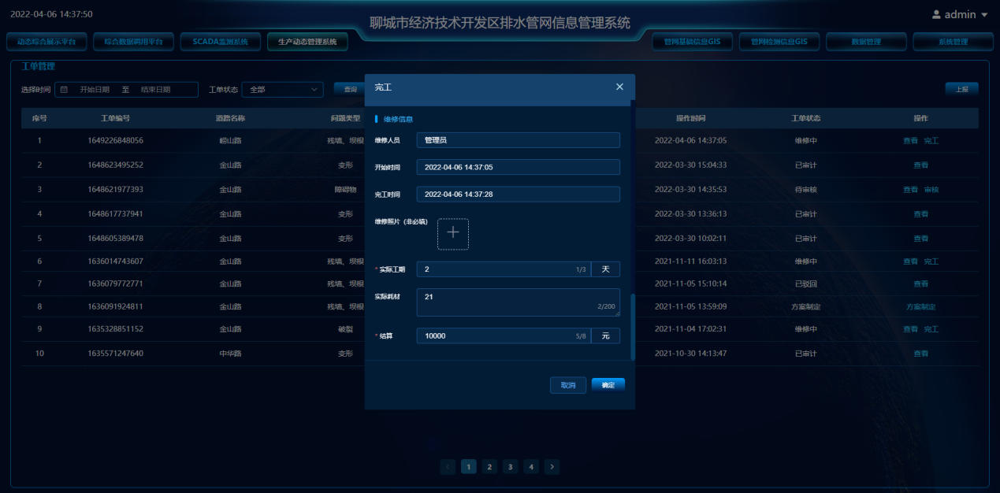 2022-04-06 14:37:50
聊城市经济技术开发区排水管网信息管理系统
admin
动态综合展示平台 综合数据调用平台 SCADA监测系统 生产动态管理系统 管网基础信息GIS 管网检测信息GIS 数据管理 系统管理
工单管理
选择时间 开始日期 至 结束日期 工单状态 全部 查询 上报
序号 工单编号 道路名称 问题类型 操作时间 工单状态 操作
1 1649226848056 崂山路 残墙、坝根 2022-04-06 14:37:05 维修中 查看 完工
2 1648623495252 金山路 变形 2022-03-30 15:04:33 已审计 查看
3 1648621977393 金山路 障碍物 2022-03-30 14:35:53 待审核 查看 审核
4 1648617737941 金山路 变形 2022-03-30 13:36:13 已审计 查看
5 1648605389478 金山路 变形 2022-03-30 10:02:11 已审计 查看
6 1636014743607 金山路 残墙、坝根 2021-11-11 16:03:13 维修中 查看 完工
7 1636079772771 金山路 残墙、坝根 2021-11-05 15:10:14 已驳回 查看
8 1636091924811 金山路 残墙、坝根 2021-11-05 13:59:09 方案制定 方案制定
9 1635328851152 金山路 破裂 2021-11-04 17:02:31 维修中 查看 完工
10 1635571247640 中华路 变形 2021-10-30 14:13:47 已审计 查看
完工
维修信息
维修人员 管理员
开始时间 2022-04-06 14:37:05
完工时间 2022-04-06 14:37:28
维修照片（非必填）
*实际工期 2 1/3 天
实际耗材 21 2/200
*结算 10000 5/8 元
取消 确定
1 2 3 4